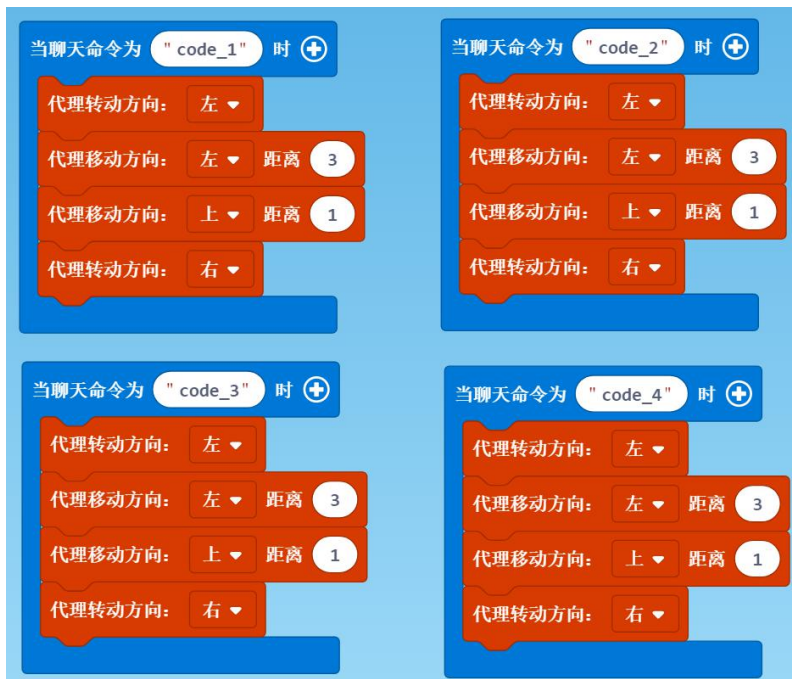 当聊天命令为 "code_1" 时
代理转动方向: 左
代理移动方向: 左 距离 3
代理移动方向: 上 距离 1
代理转动方向: 右
当聊天命令为 "code_2" 时
代理转动方向: 左
代理移动方向: 左 距离 3
代理移动方向: 上 距离 1
代理转动方向: 右
当聊天命令为 "code_3" 时
代理转动方向: 左
代理移动方向: 左 距离 3
代理移动方向: 上 距离 1
代理转动方向: 右
当聊天命令为 "code_4" 时
代理转动方向: 左
代理移动方向: 左 距离 3
代理移动方向: 上 距离 1
代理转动方向: 右